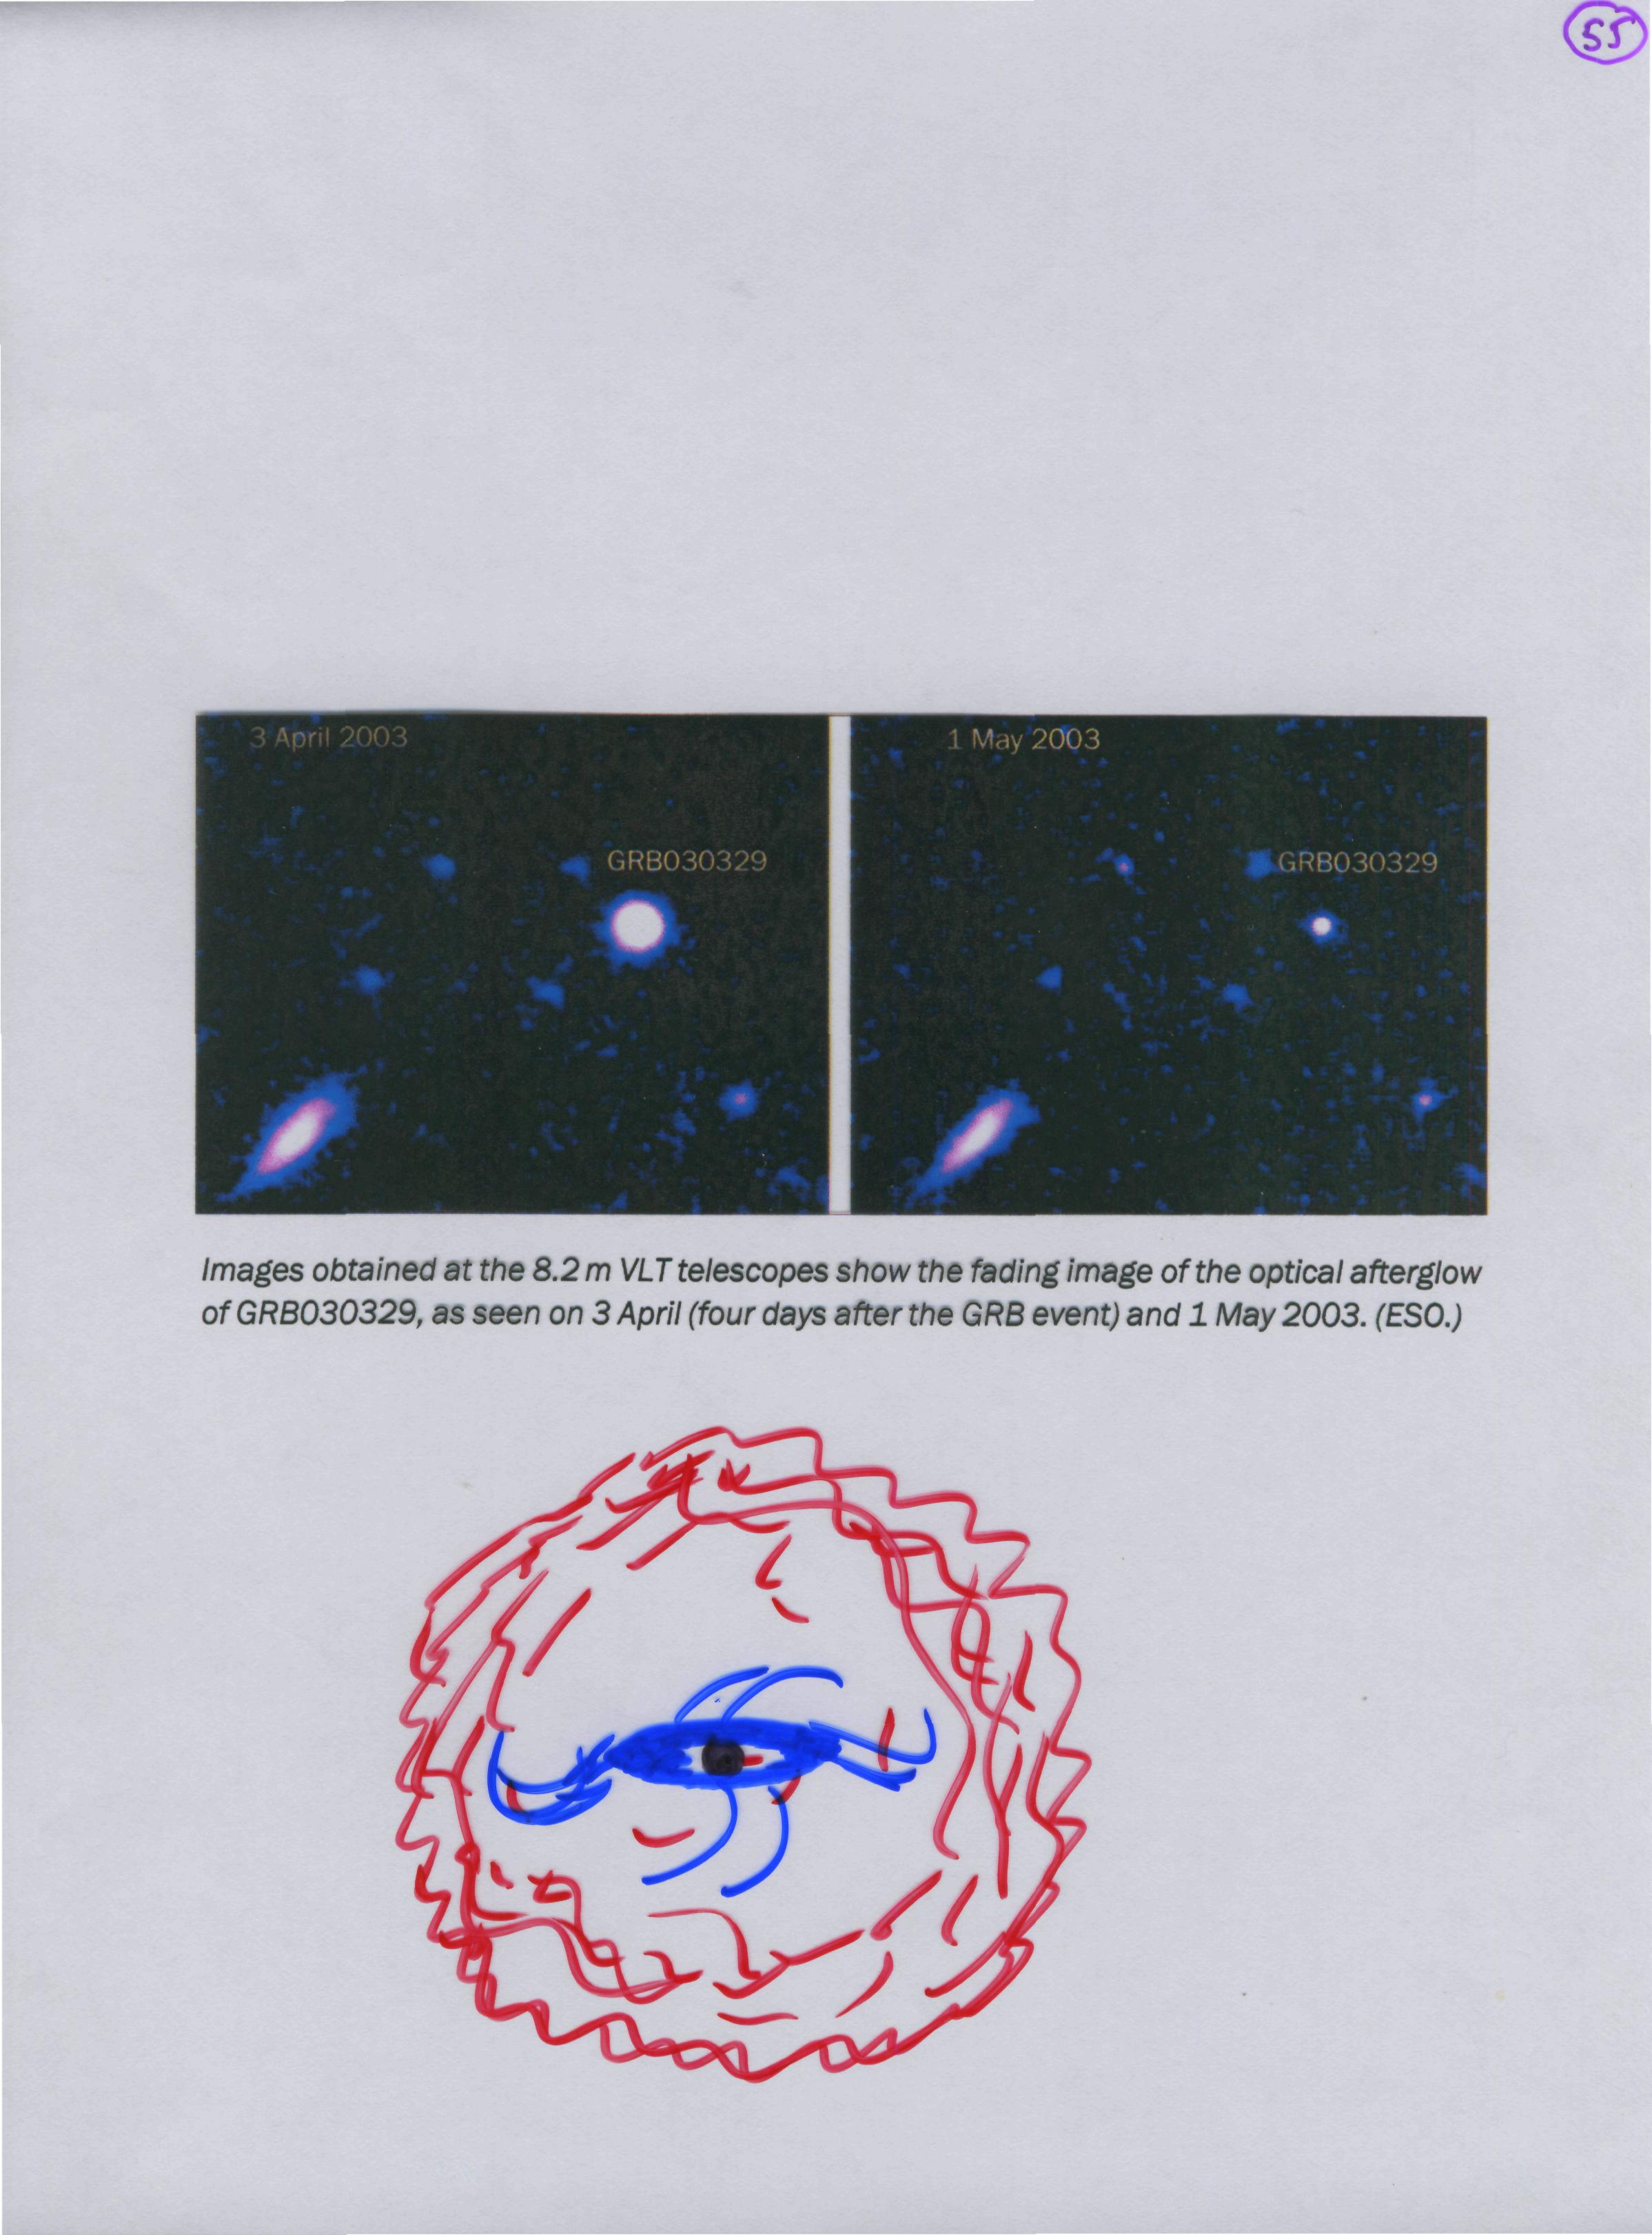 55
3 April 2003
1 May 2003
GRB030329
GRB030329
Images obtained at the 8.2 m VLT telescopes show the fading image of the optical afterglow
of GRB030329, as seen on 3 April (four days after the GRB event) and 1 May 2003. (ESO.)